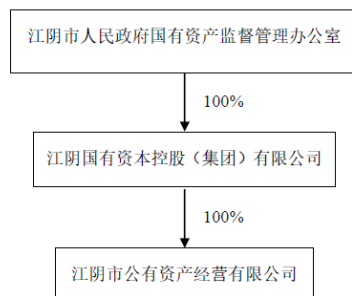 江阴市人民政府国有资产监督管理办公室
100%
江阴国有资本控股（集团）有限公司
100%
江阴市公有资产经营有限公司